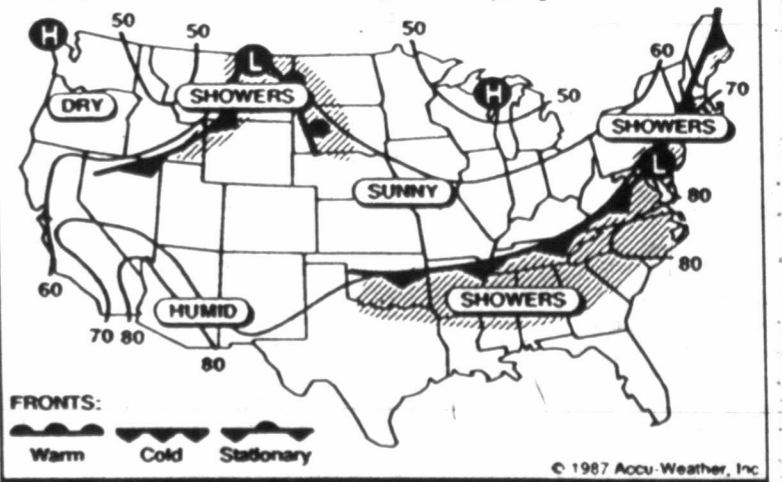 50
H
50
50
60
L
H
50
70
DRY
SHOWERS
SHOWERS
L
SUNNY
80
80
60
HUMID
SHOWERS
70
80
80
FRONTS:
Warm
Cold
Stationary
© 1987 Accu-Weather, Inc